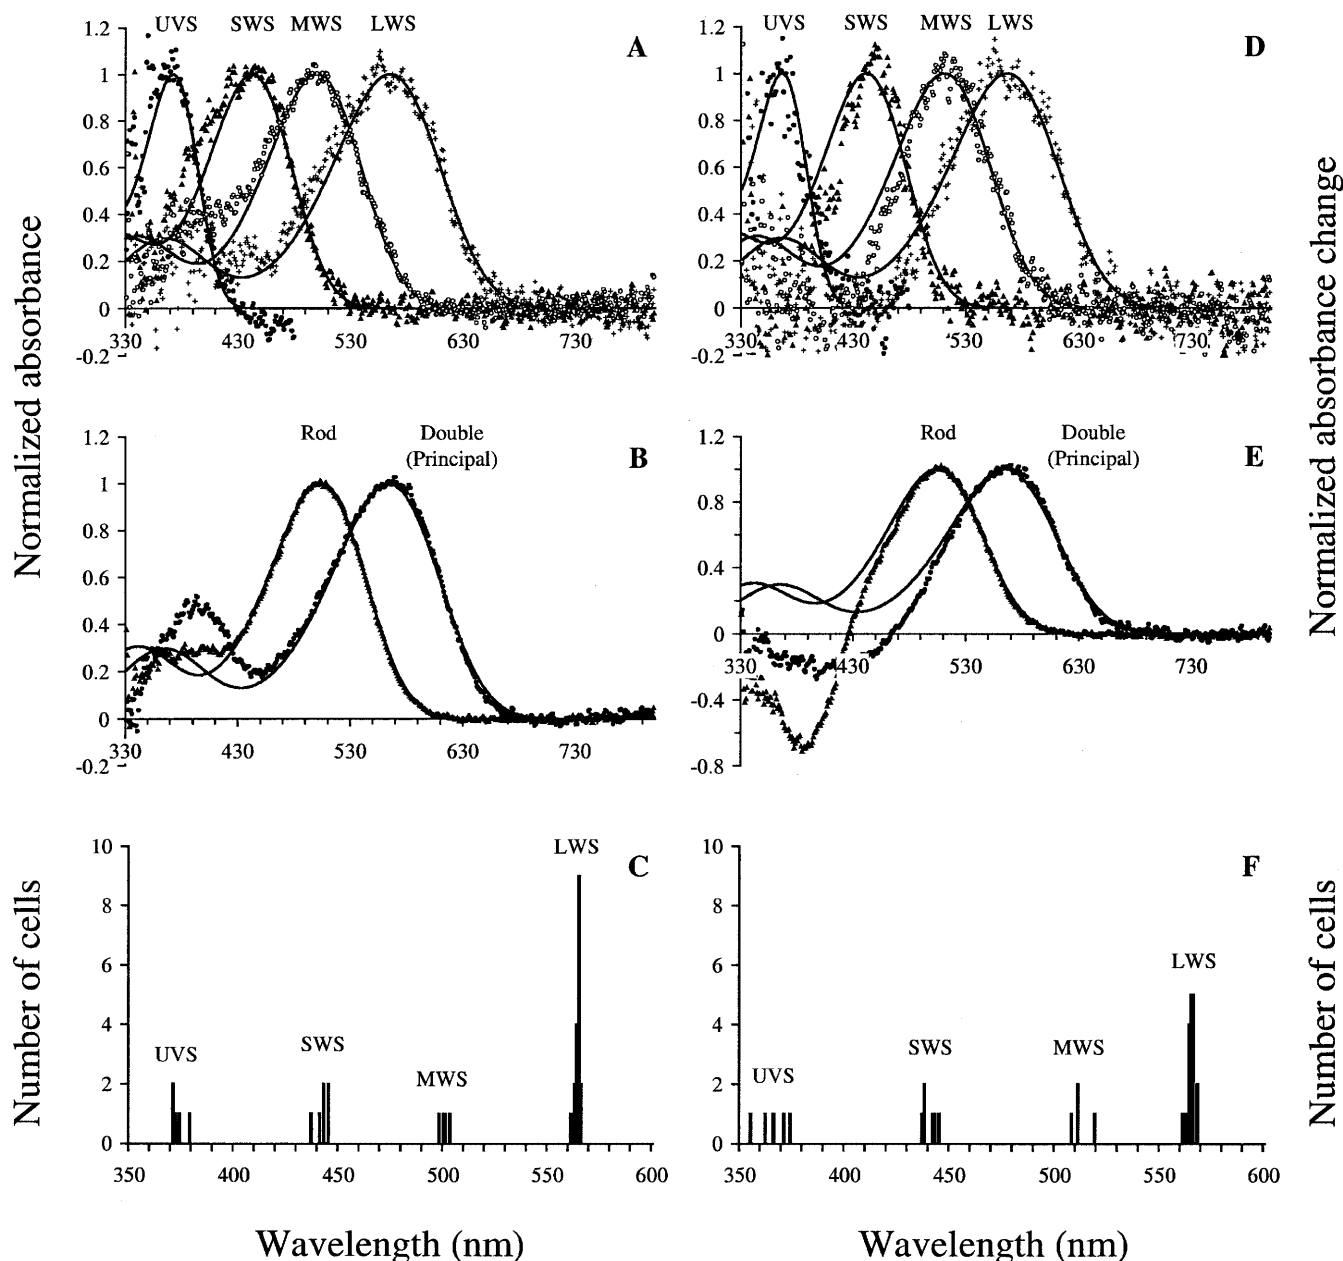 Normalized absorbance
UVS SWS MWS LWS
A
1.2
1
0.8
0.6
0.4
0.2
0
-0.2
330 430 530 630 730
UVS SWS MWS LWS
D
1.2
1
0.8
0.6
0.4
0.2
0
-0.2
330 430 530 630 730
Normalized absorbance change
Rod Double
(Principal)
B
1.2
1
0.8
0.6
0.4
0.2
0
-0.2
330 430 530 630 730
Rod Double
(Principal)
E
1.2
0.8
0.4
0
-0.4
-0.8
330 430 530 630 730
Number of cells
C
LWS
UVS
SWS
MWS
10
8
6
4
2
0
350 400 450 500 550 600
Wavelength (nm)
F
LWS
UVS
SWS
MWS
10
8
6
4
2
0
350 400 450 500 550 600
Wavelength (nm)
Number of cells